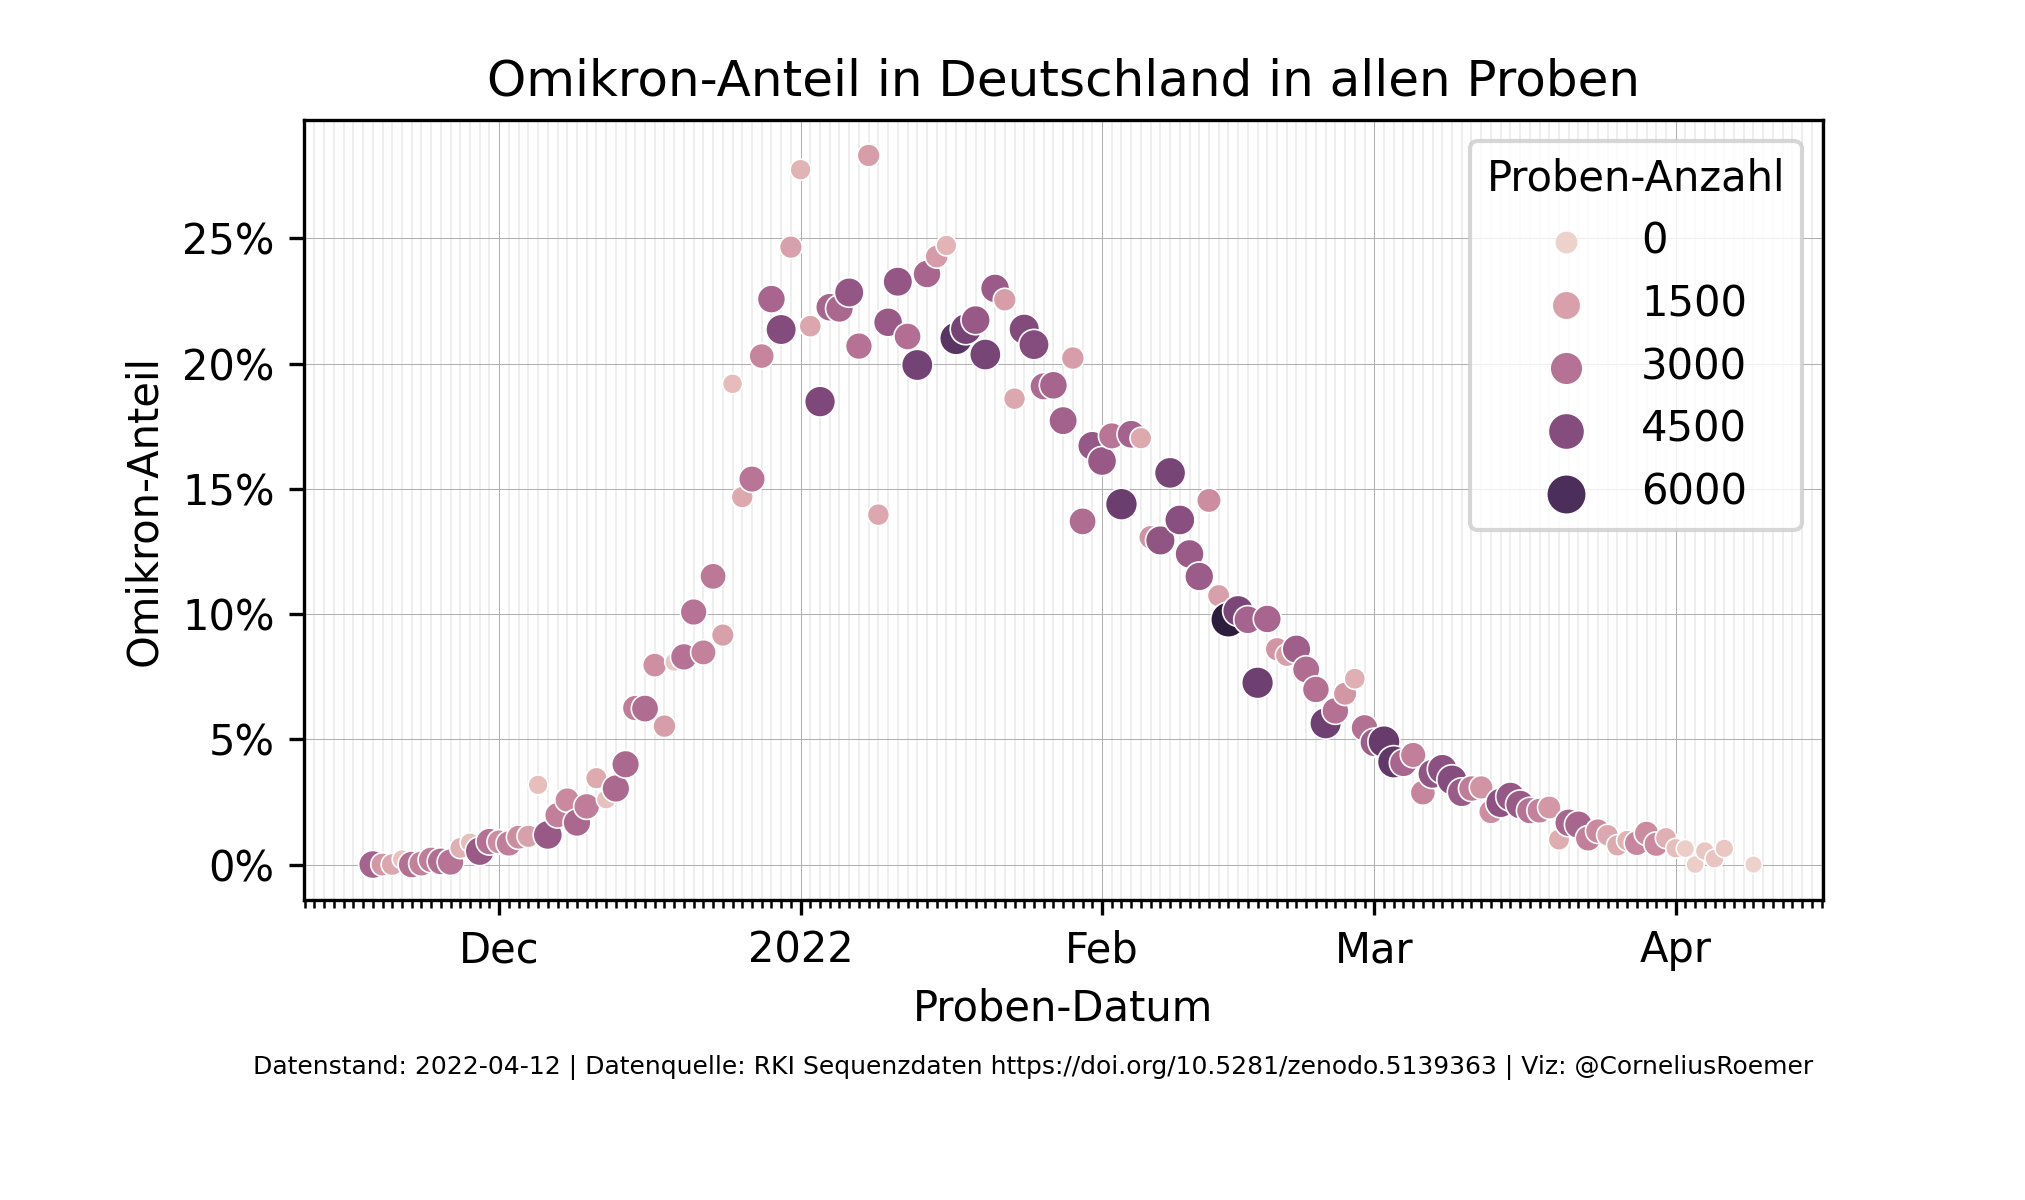 Omikron-Anteil in Deutschland in allen Proben
Omikron-Anteil
25%
20%
15%
10%
5%
0%
Proben-Anzahl
0
1500
3000
4500
6000
Dec
2022
Feb
Mar
Apr
Proben-Datum
Datenstand: 2022-04-12 | Datenquelle: RKI Sequenzdaten https://doi.org/10.5281/zenodo.5139363 | Viz: @CorneliusRoemer